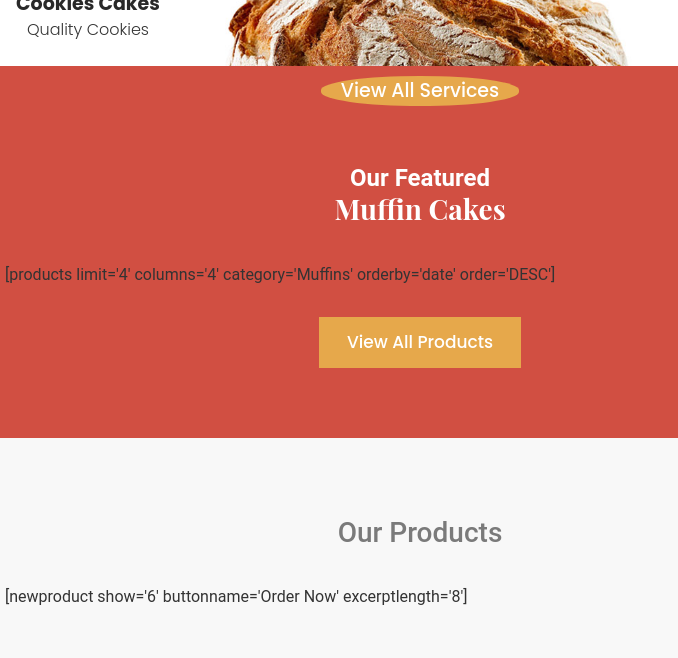 Cookies Cakes
Quality Cookies
View All Services
Our Featured
Muffin Cakes
[products limit='4' columns='4' category='Muffins' orderby='date' order='DESC']
View All Products
Our Products
[newproduct show='6' buttonname='Order Now' excerptlength='8']